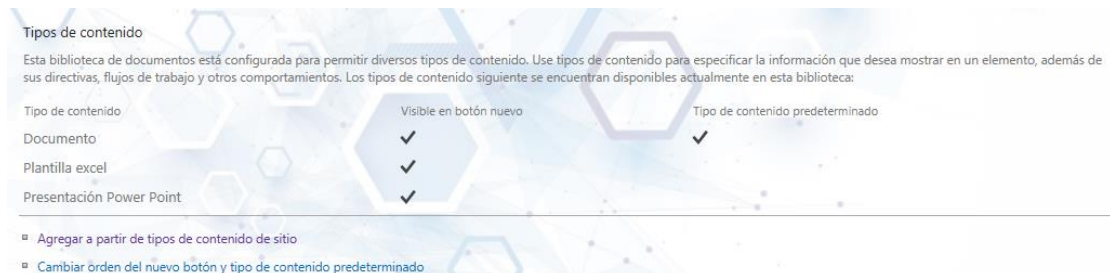 Tipos de contenido
Esta biblioteca de documentos está configurada para permitir diversos tipos de contenido. Use tipos de contenido para especificar la información que desea mostrar en un elemento, además de
sus directivas, flujos de trabajo y otros comportamientos. Los tipos de contenido siguiente se encuentran disponibles actualmente en esta biblioteca:
Tipo de contenido Visible en botón nuevo Tipo de contenido predeterminado
Documento ✓ ✓
Plantilla excel ✓
Presentación Power Point ✓
Agregar a partir de tipos de contenido de sitio
Cambiar orden del nuevo botón y tipo de contenido predeterminado